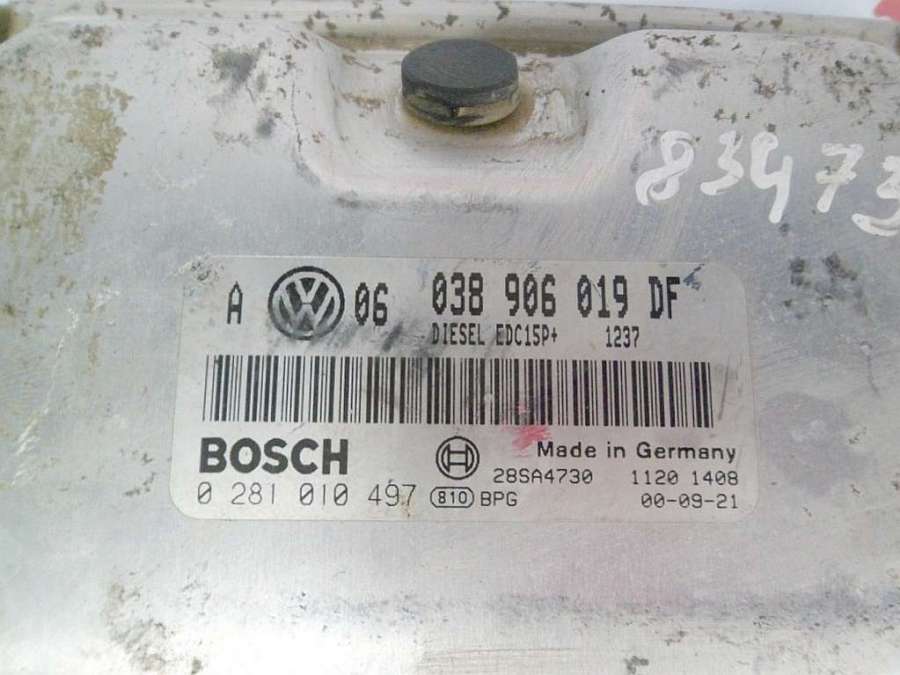 83473
A 06 038 906 019 DF
DIESEL EDC15P+ 1237
BOSCH
Made in Germany
28SA4730 1120 1408
0 281 010 497 810 BPG 00-09-21